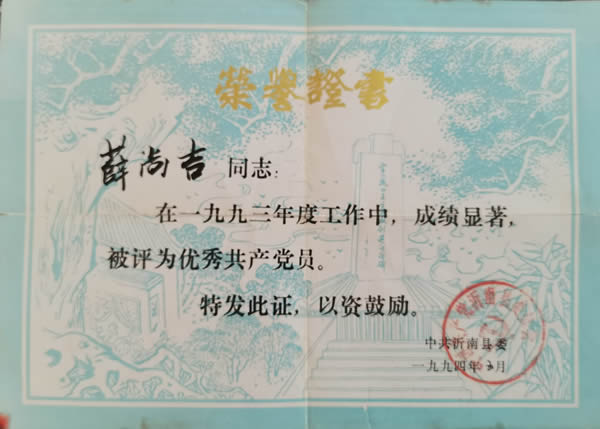 榮譽證書
薛尚吉 同志：
在一九九三年度工作中，成绩显著，
被评为优秀共产党员。
特发此证，以资鼓励。
中共沂南县委
一九九四年 月